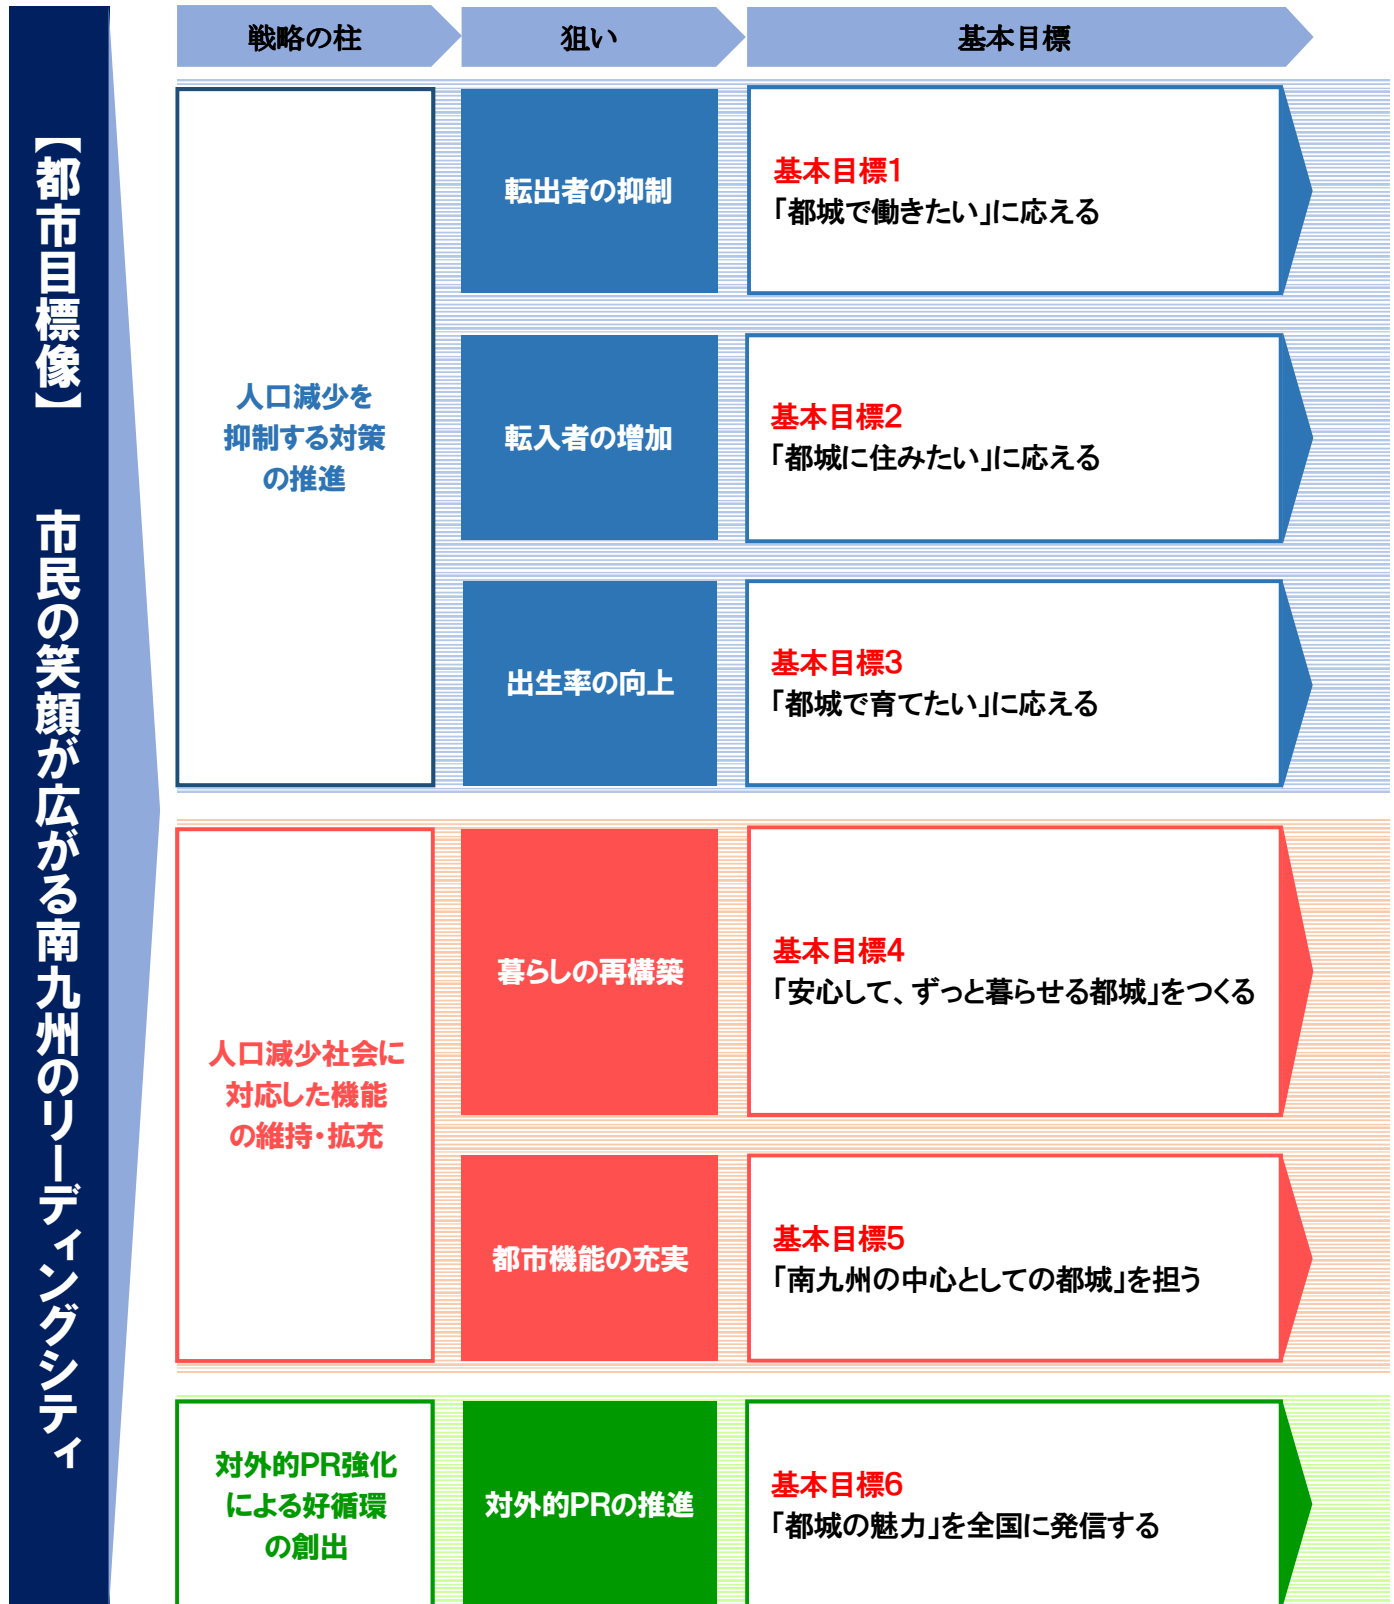 【都市目標像】 市民の笑顔が広がる南九州のリーディングシティ
戦略の柱
狙い
基本目標
人口減少を
抑制する対策
の推進
転出者の抑制
基本目標1
「都城で働きたい」に応える
転入者の増加
基本目標2
「都城に住みたい」に応える
出生率の向上
基本目標3
「都城で育てたい」に応える
人口減少社会に
対応した機能
の維持・拡充
暮らしの再構築
基本目標4
「安心して、ずっと暮らせる都城」をつくる
都市機能の充実
基本目標5
「南九州の中心としての都城」を担う
対外的PR強化
による好循環
の創出
対外的PRの推進
基本目標6
「都城の魅力」を全国に発信する